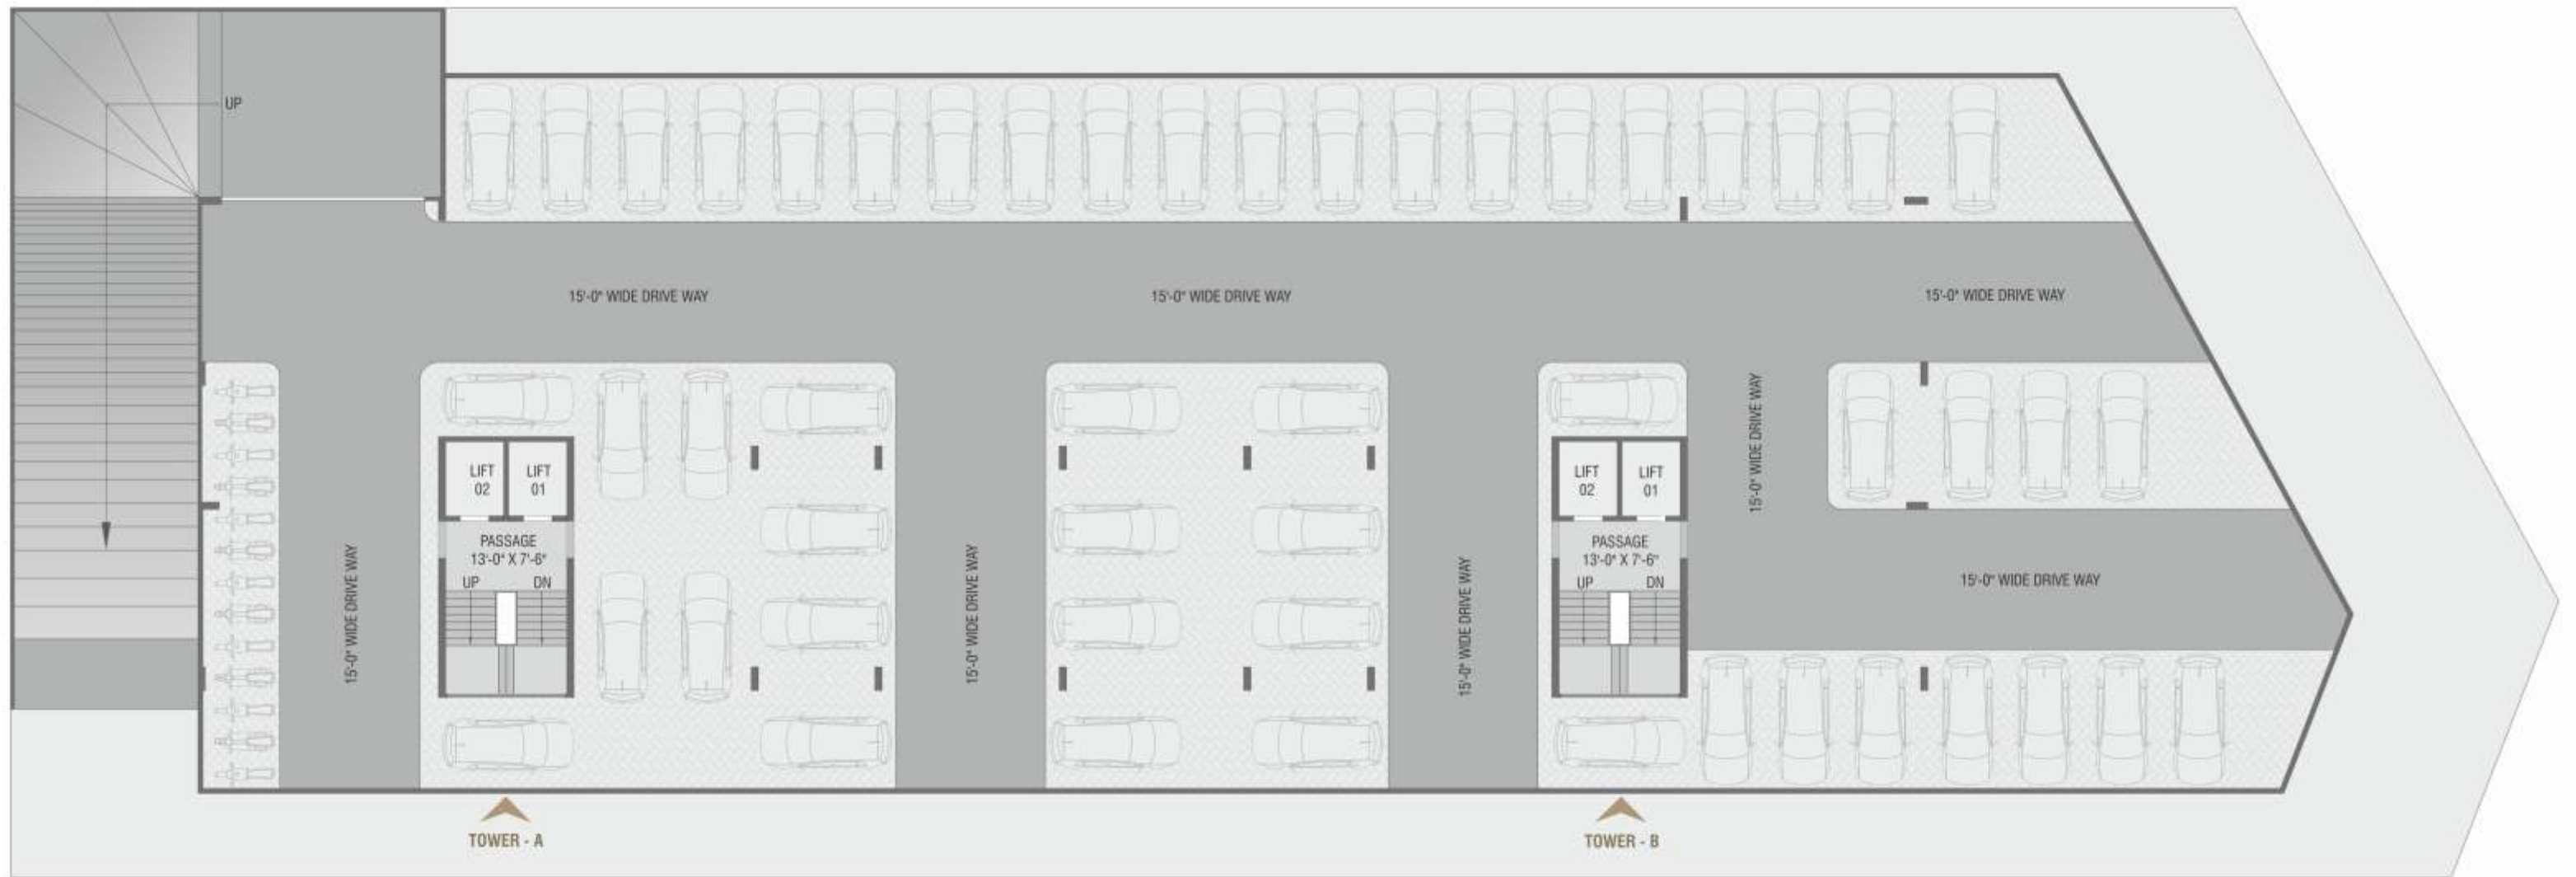 UP
15'-0" WIDE DRIVE WAY
15'-0" WIDE DRIVE WAY
15'-0" WIDE DRIVE WAY
15'-0" WIDE DRIVE WAY
LIFT
02
LIFT
01
PASSAGE
13'-0" X 7'-6"
UP
DN
15'-0" WIDE DRIVE WAY
15'-0" WIDE DRIVE WAY
LIFT
02
LIFT
01
PASSAGE
13'-0" X 7'-6"
UP
DN
15'-0" WIDE DRIVE WAY
15'-0" WIDE DRIVE WAY
TOWER - A
TOWER - B